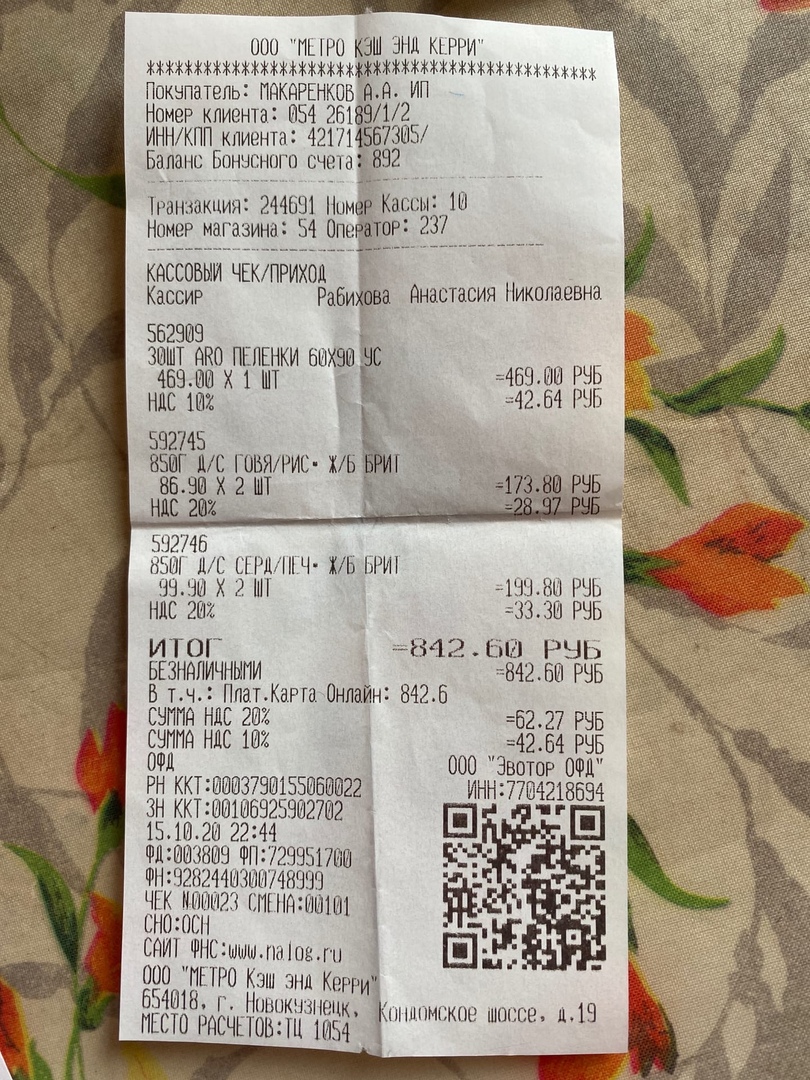 ООО "МЕТРО КЭШ ЭНД КЕРРИ"
****************************************
Покупатель: МАКАРЕНКОВ А.А. ИП
Номер клиента: 054 26189/1/2
ИНН/КПП клиента: 421714567305/
Баланс Бонусного счета: 892
Транзакция: 244691 Номер Кассы: 10
Номер магазина: 54 Оператор: 237
КАССОВЫЙ ЧЕК/ПРИХОД
Кассир Рабихова Анастасия Николаевна
562909
30ШТ ARO ПЕЛЕНКИ 60X90 УС
469.00 X 1 ШТ =469.00 РУБ
НДС 10% =42.64 РУБ
592745
850Г Д/С ГОВЯ/РИС• Ж/Б БРИТ
86.90 X 2 ШТ =173.80 РУБ
НДС 20% =28.97 РУБ
592746
850Г Д/С СЕРД/ПЕЧ• Ж/Б БРИТ
99.90 X 2 ШТ =199.80 РУБ
НДС 20% =33.30 РУБ
ИТОГ =842.60 РУБ
БЕЗНАЛИЧНЫМИ =842.60 РУБ
В т.ч.: Плат.Карта Онлайн: 842.6
СУММА НДС 20% =62.27 РУБ
СУММА НДС 10% =42.64 РУБ
ОФД ООО "Эвотор ОФД"
РН ККТ:0003790155060022 ИНН:7704218694
ЗН ККТ:00106925902702
15.10.20 22:44
ФД:003809 ФП:729951700
ФН:9282440300748999
ЧЕК N00023 СМЕНА:00101
СНО:ОСН
САЙТ ФНС:www.nalog.ru
ООО "МЕТРО Кэш энд Керри"
654018, г. Новокузнецк, Кондомское шоссе, д.19
МЕСТО РАСЧЕТОВ:ТЦ 1054